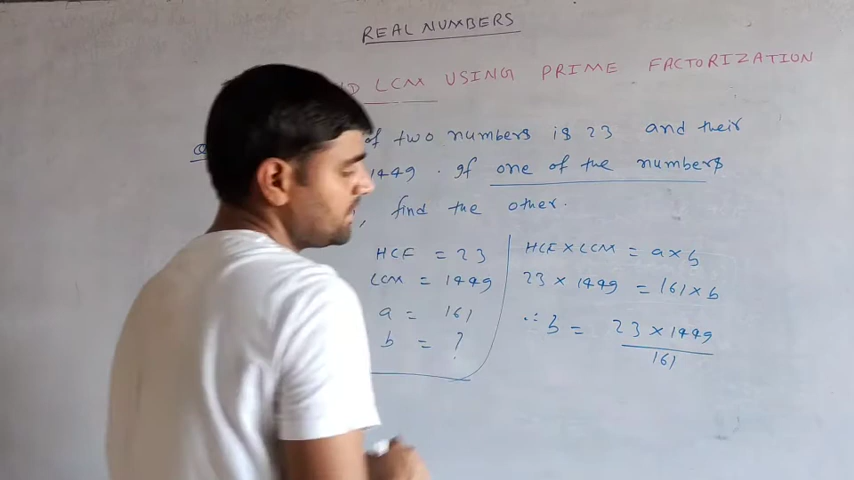 REAL NUMBERS
LCM USING PRIME FACTORIZATION
of two numbers is 23 and their
1449. If one of the numbers
, find the other.
HCF = 23
LCM = 1449
a = 161
b = ?
HCF x LCM = a x b
23 x 1449 = 161 x b
∴ b = 23 x 1449
161